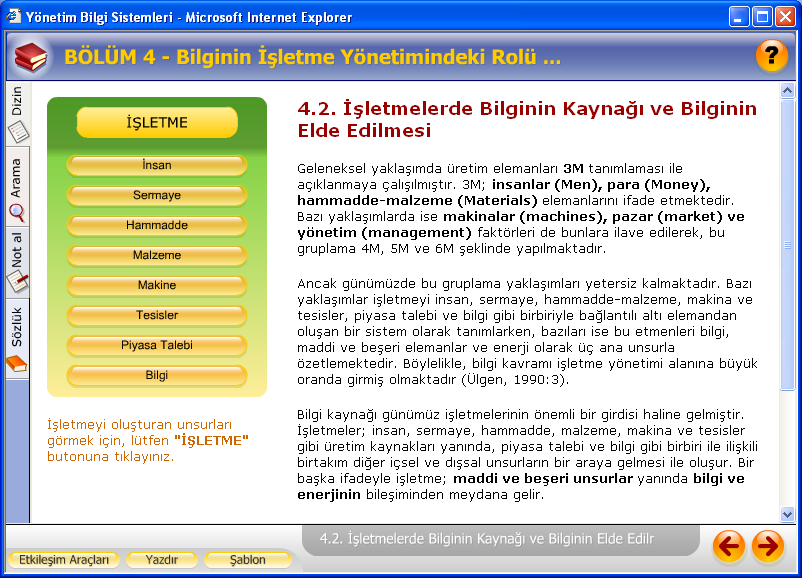 Yönetim Bilgi Sistemleri - Microsoft Internet Explorer
BÖLÜM 4 - Bilginin İşletme Yönetimindeki Rolü ...
?
Dizin
Arama
Not al
Sözlük
İŞLETME
İnsan
Sermaye
Hammadde
Malzeme
Makine
Tesisler
Piyasa Talebi
Bilgi
İşletmeyi oluşturan unsurları
görmek için, lütfen "İŞLETME"
butonuna tıklayınız.
4.2. İşletmelerde Bilginin Kaynağı ve Bilginin
Elde Edilmesi
Geleneksel yaklaşımda üretim elemanları 3M tanımlaması ile
açıklanmaya çalışılmıştır. 3M; insanlar (Men), para (Money),
hammadde-malzeme (Materials) elemanlarını ifade etmektedir.
Bazı yaklaşımlarda ise makinalar (machines), pazar (market) ve
yönetim (management) faktörleri de bunlara ilave edilerek, bu
gruplama 4M, 5M ve 6M şeklinde yapılmaktadır.
Ancak günümüzde bu gruplama yaklaşımları yetersiz kalmaktadır. Bazı
yaklaşımlar işletmeyi insan, sermaye, hammadde-malzeme, makina ve
tesisler, piyasa talebi ve bilgi gibi birbiriyle bağlantılı altı elemandan
oluşan bir sistem olarak tanımlarken, bazıları ise bu etmenleri bilgi,
maddi ve beşeri elemanlar ve enerji olarak üç ana unsurla
özetlemektedir. Böylelikle, bilgi kavramı işletme yönetimi alanına büyük
oranda girmiş olmaktadır (Ülgen, 1990:3).
Bilgi kaynağı günümüz işletmelerinin önemli bir girdisi haline gelmiştir.
İşletmeler; insan, sermaye, hammadde, malzeme, makina ve tesisler
gibi üretim kaynakları yanında, piyasa talebi ve bilgi gibi birbiri ile ilişkili
birtakım diğer içsel ve dışsal unsurların bir araya gelmesi ile oluşur. Bir
başka ifadeyle işletme; maddi ve beşeri unsurlar yanında bilgi ve
enerjinin bileşiminden meydana gelir.
4.2. İşletmelerde Bilginin Kaynağı ve Bilginin Elde Edilr
Etkileşim Araçları
Yazdır
Şablon